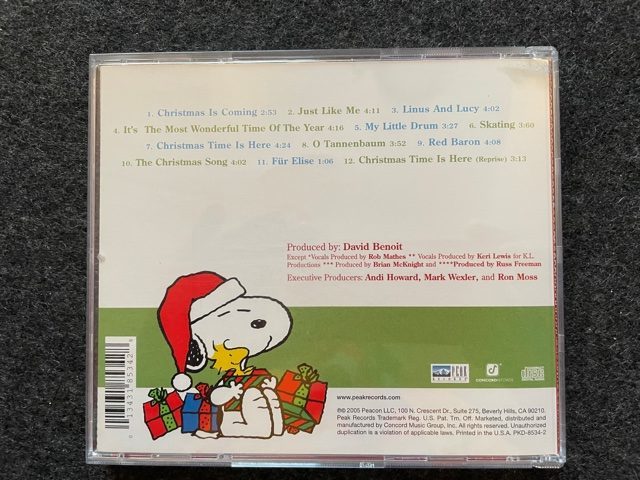 1. Christmas Is Coming 2:53 2. Just Like Me 4:11 3. Linus And Lucy 4:02
4. It's The Most Wonderful Time Of The Year 4:16 5. My Little Drum 3:27 6. Skating 3:60
7. Christmas Time Is Here 4:24 8. O Tannenbaum 3:52 9. Red Baron 4:08
10. The Christmas Song 4:02 11. Für Elise 1:06 12. Christmas Time Is Here (Reprise) 3:13
Produced by: David Benoit
Except *Vocals Produced by Rob Mathes ** Vocals Produced by Keri Lewis for K.L.
Productions *** Produced by Brian McKnight and ****Produced by Russ Freeman
Executive Producers: Andi Howard, Mark Wexler, and Ron Moss
0 13431 85342 8
PEAK
RECORDS
CONCORD RECORDS
www.peakrecords.com
℗© 2005 Peacon LLC, 100 N. Crescent Dr., Suite 275, Beverly Hills, CA 90210.
Peak Records Trademark Reg. U.S. Pat. Tm. Off. Marketed, distributed and
manufactured by Concord Music Group, Inc. All rights reserved. Unauthorized
duplication is a violation of applicable laws. Printed in the U.S.A. PKD-8534-2